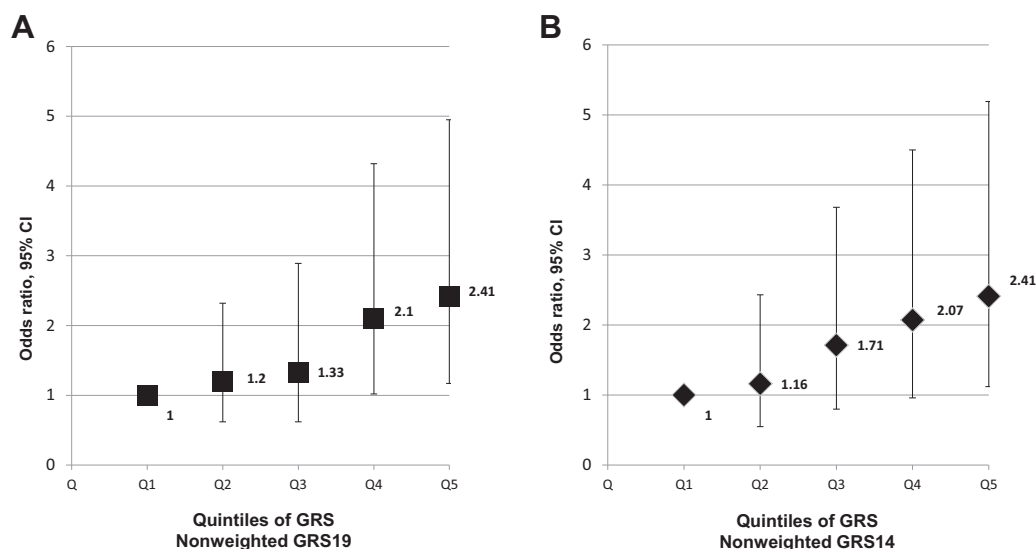 A
Odds ratio, 95% CI
6
5
4
3
2
1
0
1
1.2
1.33
2.1
2.41
Q
Q1
Q2
Q3
Q4
Q5
Quintiles of GRS
Nonweighted GRS19
B
Odds ratio, 95% CI
6
5
4
3
2
1
0
1
1.16
1.71
2.07
2.41
Q
Q1
Q2
Q3
Q4
Q5
Quintiles of GRS
Nonweighted GRS14